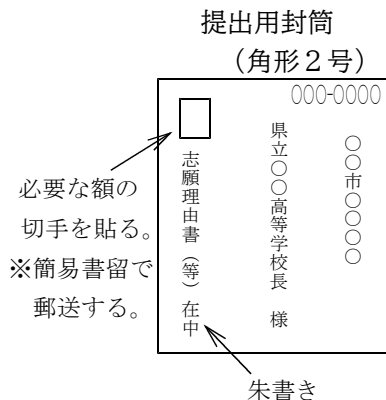 提出用封筒
（角形２号）
○○○-○○○○
○○市○○○○
県立○○高等学校長　様
志願理由書（等）在中
必要な額の
切手を貼る。
※簡易書留で
郵送する。
朱書き